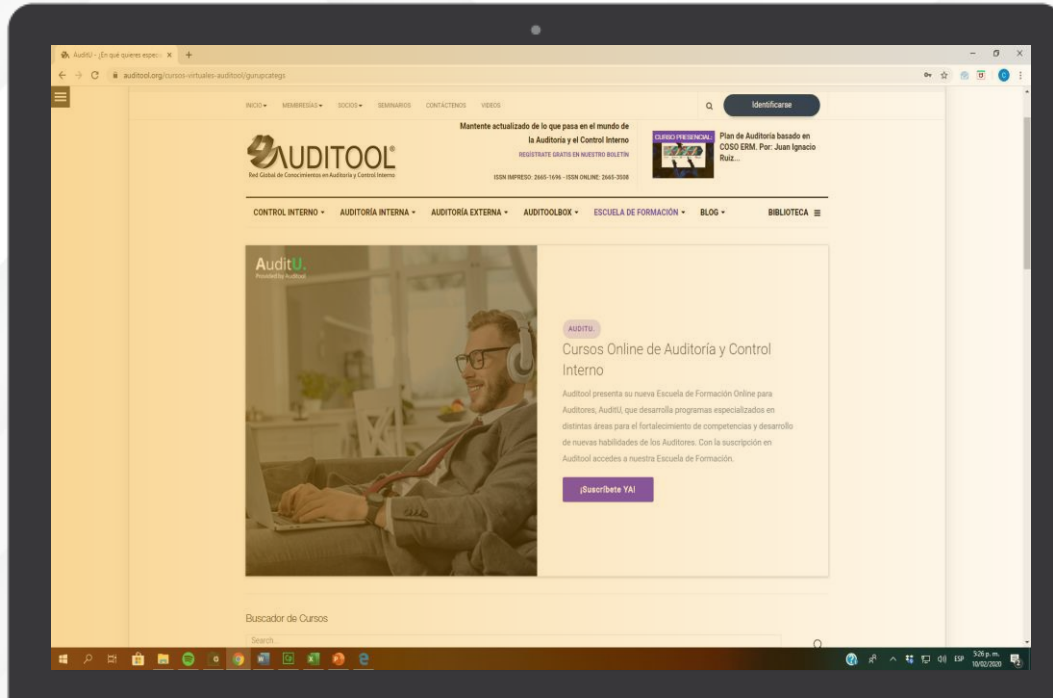 AuditU - ¡En qué quieres espec
auditool.org/cursos-virtuales-auditool/gurupcategs
INICIO MEMBRESÍAS SOCIOS SEMINARIOS CONTÁCTENOS VIDEOS
Identificarse
AUDITOOL®
Red Global de Conocimientos en Auditoría y Control Interno
Mantente actualizado de lo que pasa en el mundo de
la Auditoría y el Control Interno
REGÍSTRATE GRATIS EN NUESTRO BOLETÍN
ISSN IMPRESO: 2665-1696 - ISSN ONLINE: 2665-3508
CURSO PRESENCIAL:
Plan de Auditoria basado en
COSO ERM. Por: Juan Ignacio
Ruiz...
CONTROL INTERNO AUDITORÍA INTERNA AUDITORÍA EXTERNA AUDITOOLBOX ESCUELA DE FORMACIÓN BLOG BIBLIOTECA
AuditU.
Provided by Auditool
AUDITU.
Cursos Online de Auditoría y Control
Interno
Auditool presenta su nueva Escuela de Formación Online para
Auditores, AuditU, que desarrolla programas especializados en
distintas áreas para el fortalecimiento de competencias y desarrollo
de nuevas habilidades de los Auditores. Con la suscripción en
Auditool accedes a nuestra Escuela de Formación.
¡Suscríbete YA!
Buscador de Cursos
Search...
ESP
3:26 p. m.
10/02/2020